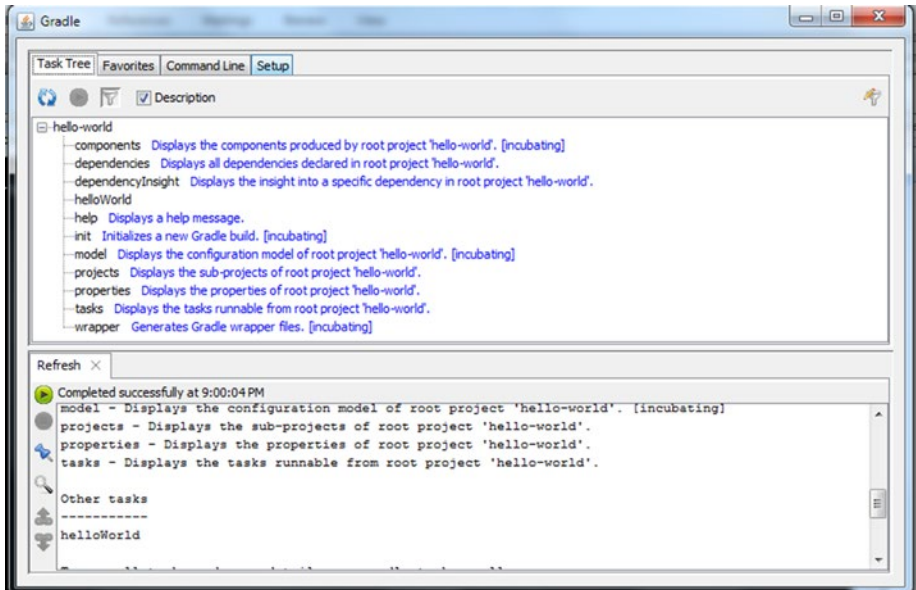 Gradle
Task Tree Favorites Command Line Setup
Description
hello-world
components Displays the components produced by root project 'hello-world'. [incubating]
dependencies Displays all dependencies declared in root project 'hello-world'.
dependencyInsight Displays the insight into a specific dependency in root project 'hello-world'.
helloWorld
help Displays a help message.
init Initializes a new Gradle build. [incubating]
model Displays the configuration model of root project 'hello-world'. [incubating]
projects Displays the sub-projects of root project 'hello-world'.
properties Displays the properties of root project 'hello-world'.
tasks Displays the tasks runnable from root project 'hello-world'.
wrapper Generates Gradle wrapper files. [incubating]
Refresh
Completed successfully at 9:00:04 PM
model - Displays the configuration model of root project 'hello-world'. [incubating]
projects - Displays the sub-projects of root project 'hello-world'.
properties - Displays the properties of root project 'hello-world'.
tasks - Displays the tasks runnable from root project 'hello-world'.
Other tasks
-----------
helloWorld